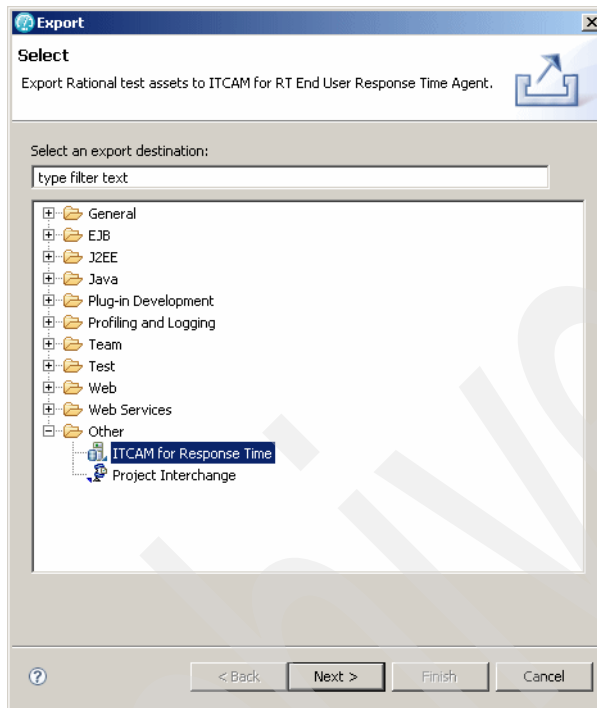 Export
Select
Export Rational test assets to ITCAM for RT End User Response Time Agent.
Select an export destination:
type filter text
General
EJB
J2EE
Java
Plug-in Development
Profiling and Logging
Team
Test
Web
Web Services
Other
ITCAM for Response Time
Project Interchange
< Back Next > Finish Cancel